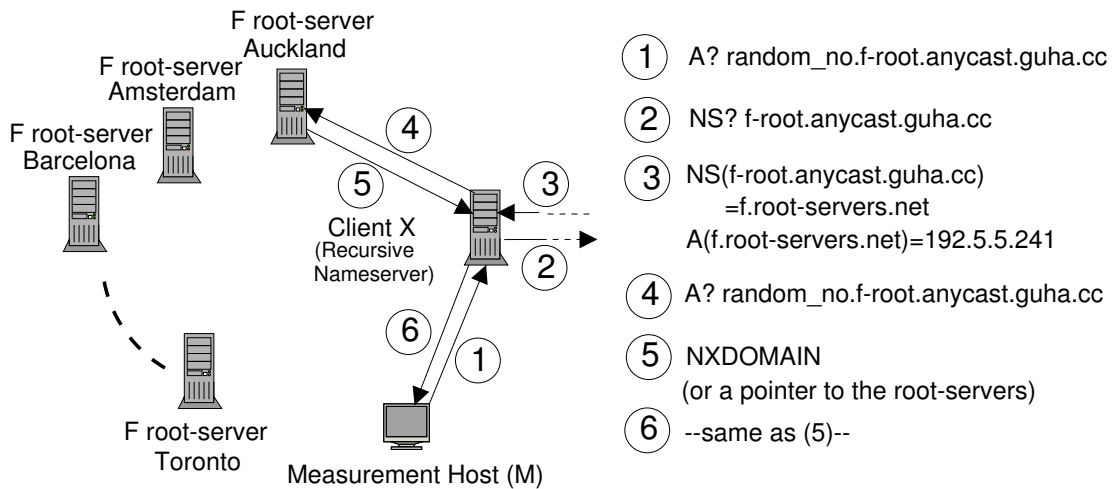 F root-server
Auckland
F root-server
Amsterdam
F root-server
Barcelona
4
5
3
Client X
(Recursive
Nameserver)
2
6
1
F root-server
Toronto
Measurement Host (M)
1 A? random_no.f-root.anycast.guha.cc
2 NS? f-root.anycast.guha.cc
3 NS(f-root.anycast.guha.cc)
=f.root-servers.net
A(f.root-servers.net)=192.5.5.241
4 A? random_no.f-root.anycast.guha.cc
5 NXDOMAIN
(or a pointer to the root-servers)
6 --same as (5)--